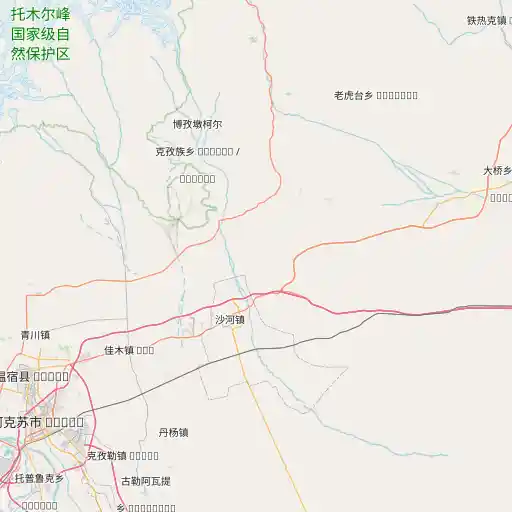 托木尔峰
国家级自
然保护区
铁热克镇
老虎台乡
博孜墩柯尔
克孜族乡 /
大桥乡
沙河镇
青川镇
佳木镇
温宿县
阿克苏市
丹杨镇
克孜勒镇
托普鲁克乡
古勒阿瓦提
乡